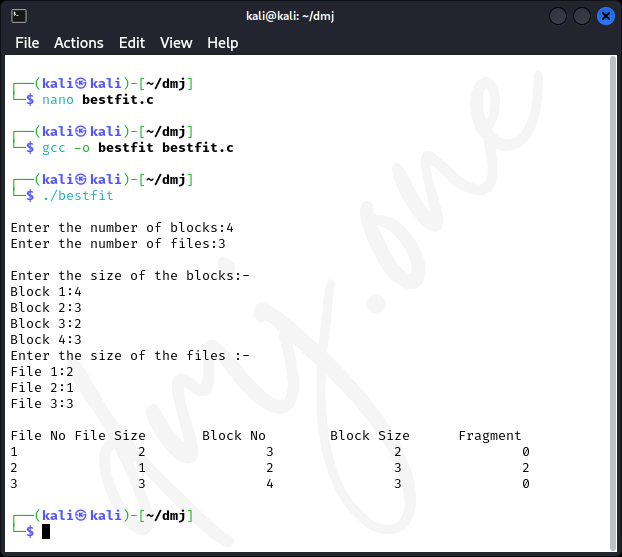 kali@kali: ~/dmj
File Actions Edit View Help
┌──(kali㉿kali)-[~/dmj]
└─$ nano bestfit.c
┌──(kali㉿kali)-[~/dmj]
└─$ gcc -o bestfit bestfit.c
┌──(kali㉿kali)-[~/dmj]
└─$ ./bestfit
Enter the number of blocks:4
Enter the number of files:3
Enter the size of the blocks:-
Block 1:4
Block 2:3
Block 3:2
Block 4:3
Enter the size of the files :-
File 1:2
File 2:1
File 3:3
File No File Size Block No Block Size Fragment
1 2 3 2 0
2 1 2 3 2
3 3 4 3 0
┌──(kali㉿kali)-[~/dmj]
└─$
dmj.one